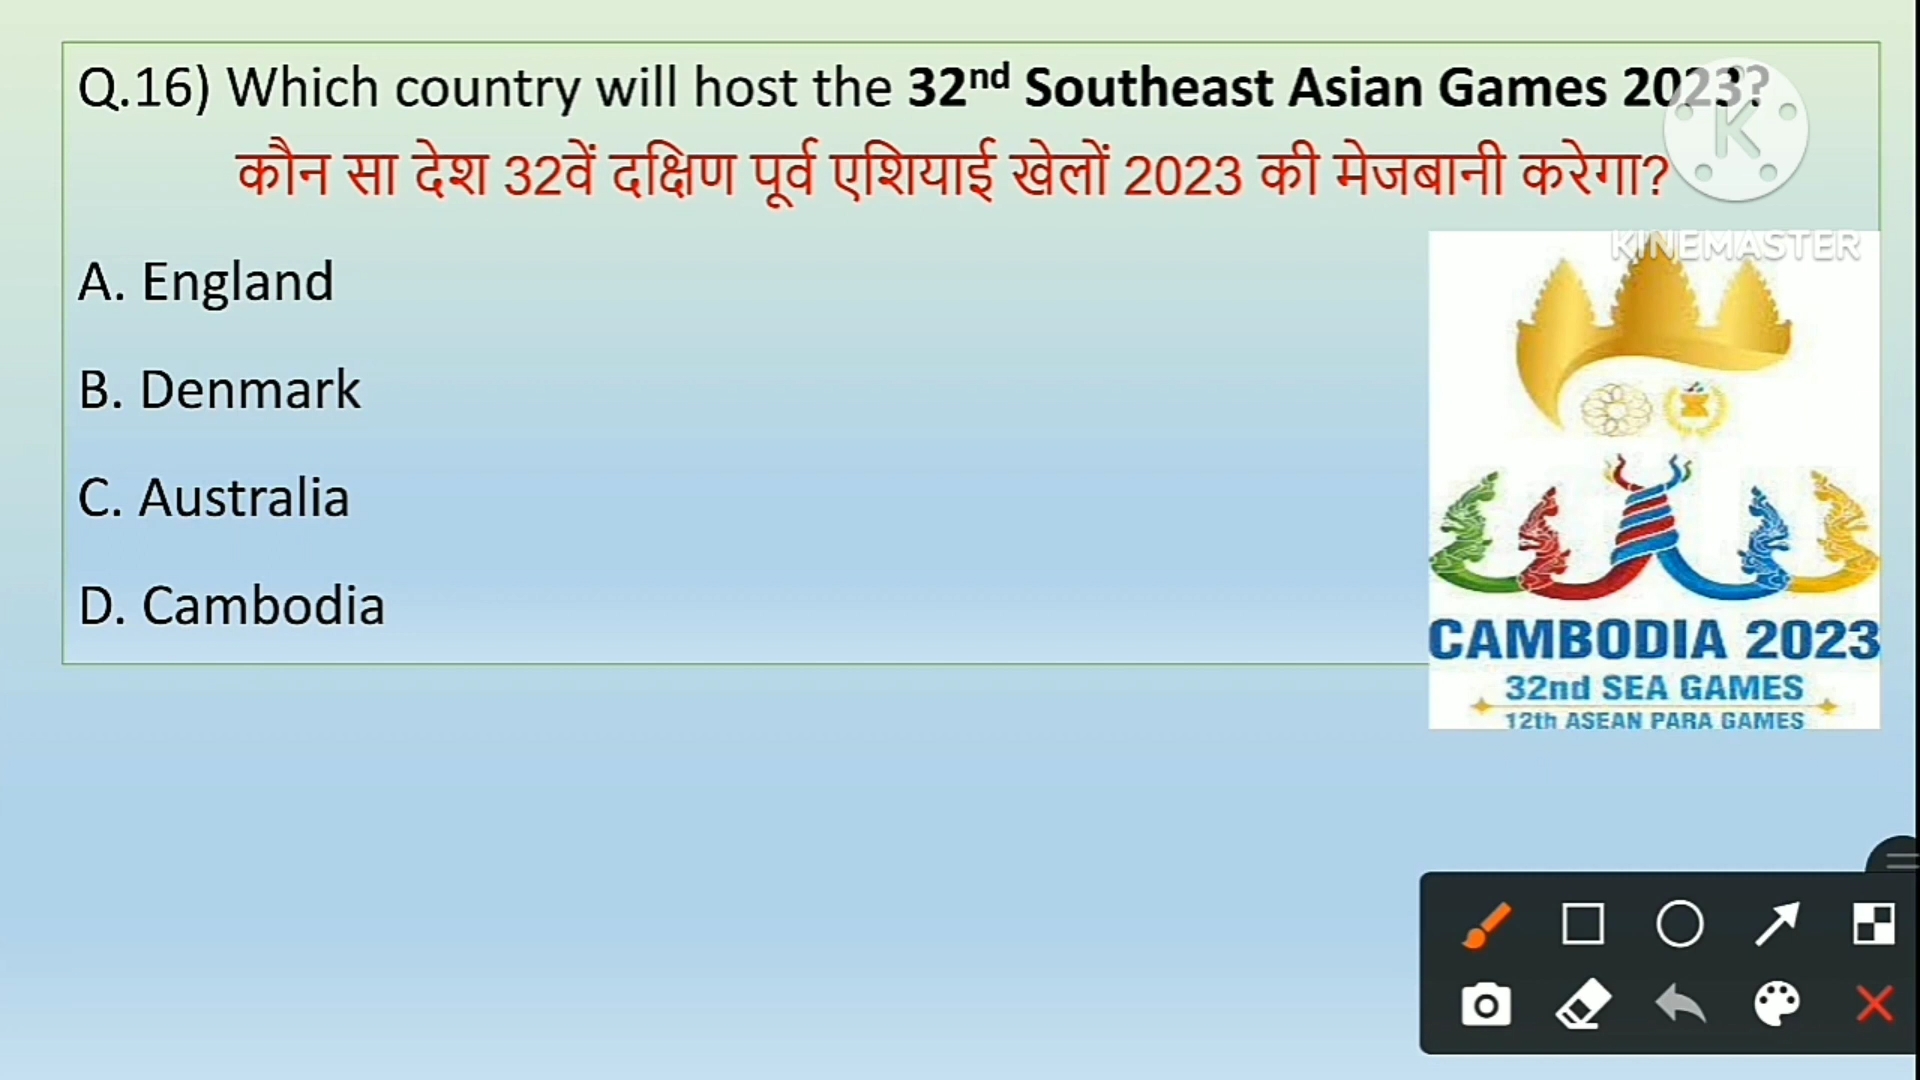 Q.16) Which country will host the 32nd Southeast Asian Games 2023?
कौन सा देश 32वें दक्षिण पूर्व एशियाई खेलों 2023 की मेजबानी करेगा?
K
KINEMASTER
A. England
B. Denmark
C. Australia
D. Cambodia
CAMBODIA 2023
32nd SEA GAMES
12th ASEAN PARA GAMES